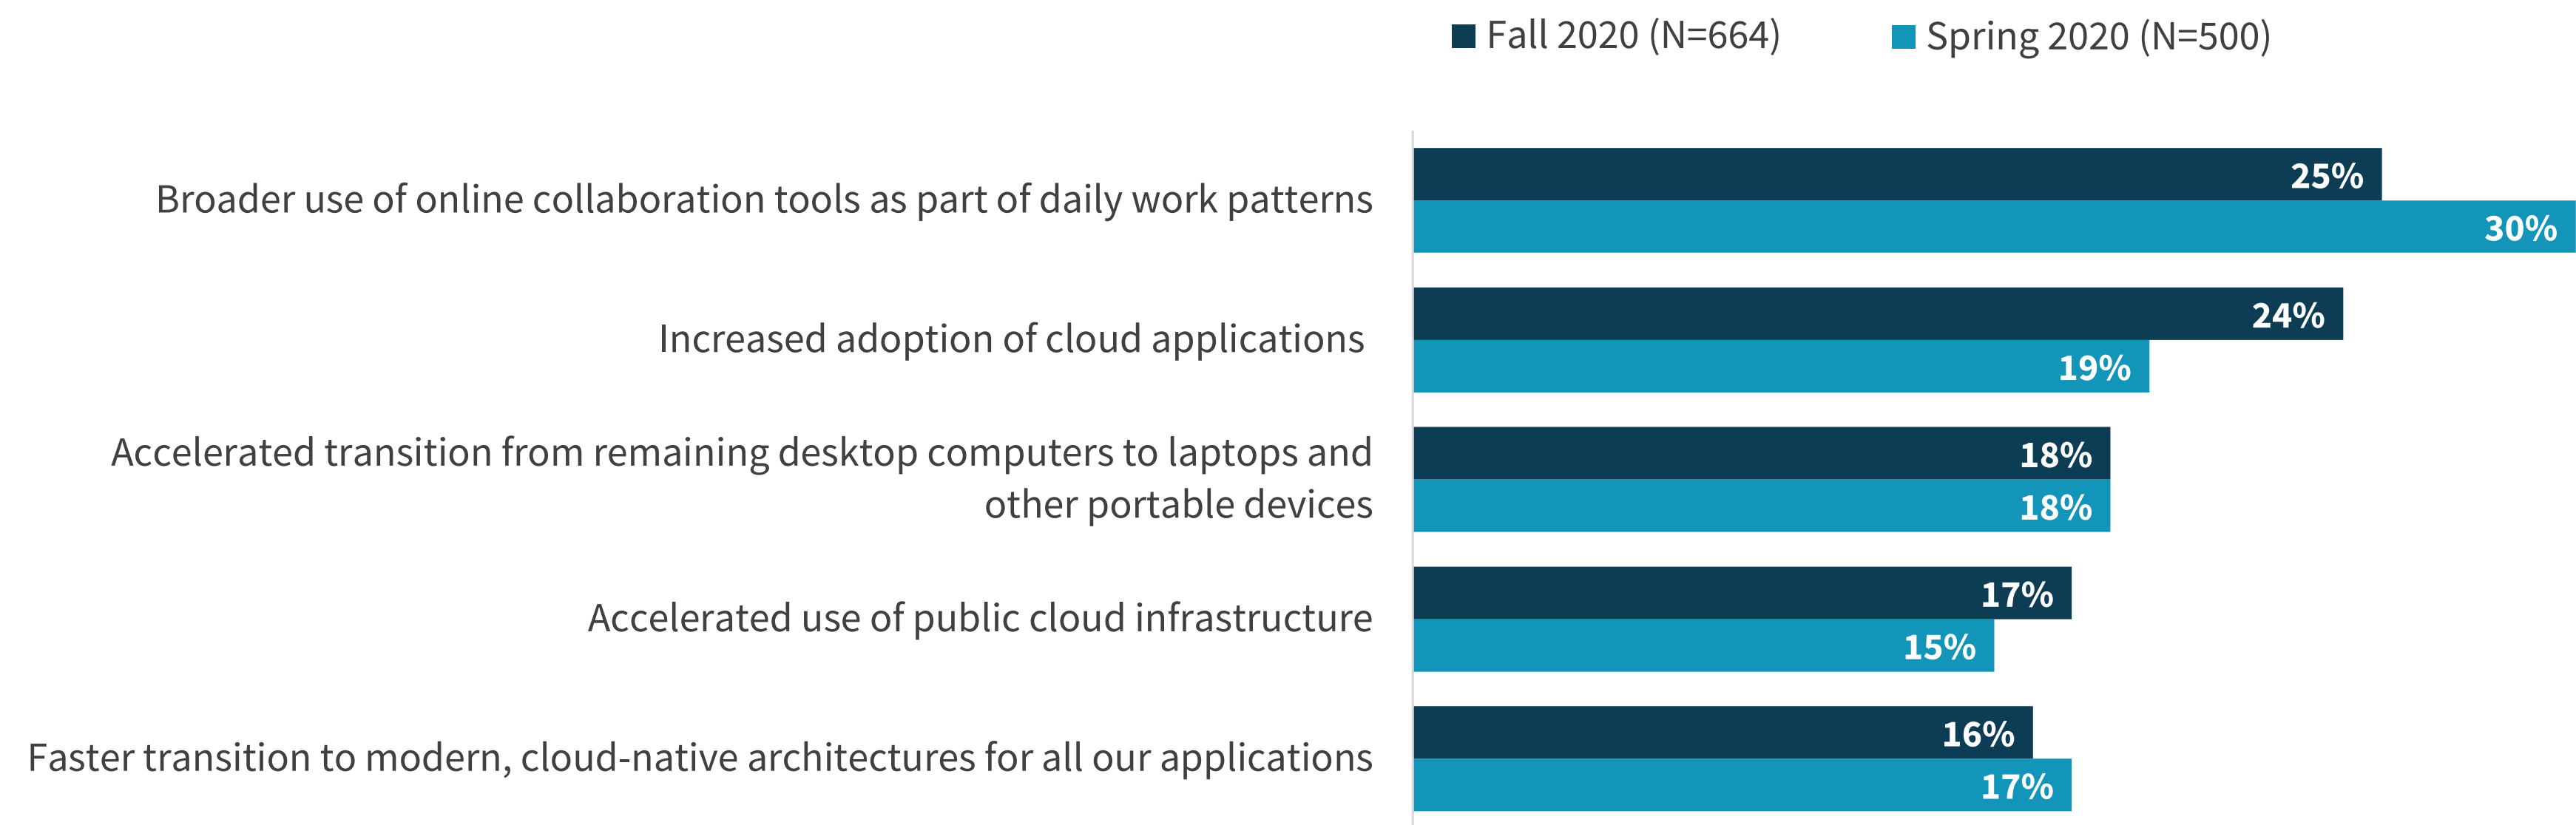 Fall 2020 (N=664)
Spring 2020 (N=500)
Broader use of online collaboration tools as part of daily work patterns
25%
30%
Increased adoption of cloud applications
24%
19%
Accelerated transition from remaining desktop computers to laptops and
other portable devices
18%
18%
Accelerated use of public cloud infrastructure
17%
15%
Faster transition to modern, cloud-native architectures for all our applications
16%
17%